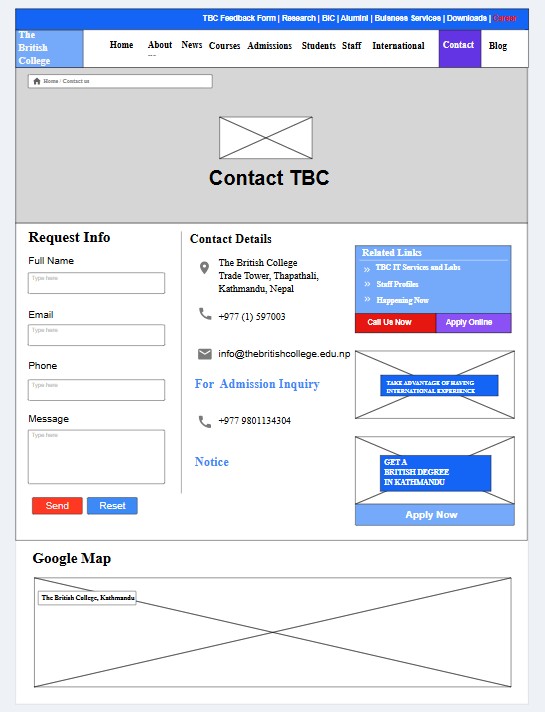 TBC Feedback Form | Research | BIC | Alumini | Buisness Services | Downloads | Career
The
British
College
Home About News Courses Admissions Students Staff International Contact Blog
Home / Contact us
Contact TBC
Request Info
Full Name
Type here
Email
Type here
Phone
Type here
Message
Type here
Send Reset
Contact Details
The British College
Trade Tower, Thapathali,
Kathmandu, Nepal
+977 (1) 597003
info@thebritishcollege.edu.np
For Admission Inquiry
+977 9801134304
Notice
Related Links
TBC IT Services and Labs
Staff Profiles
Happening Now
Call Us Now Apply Online
TAKE ADVANTAGE OF HAVING
INTERNATIONAL EXPERIENCE
GET A
BRITISH DEGREE
IN KATHMANDU
Apply Now
Google Map
The British College, Kathmandu